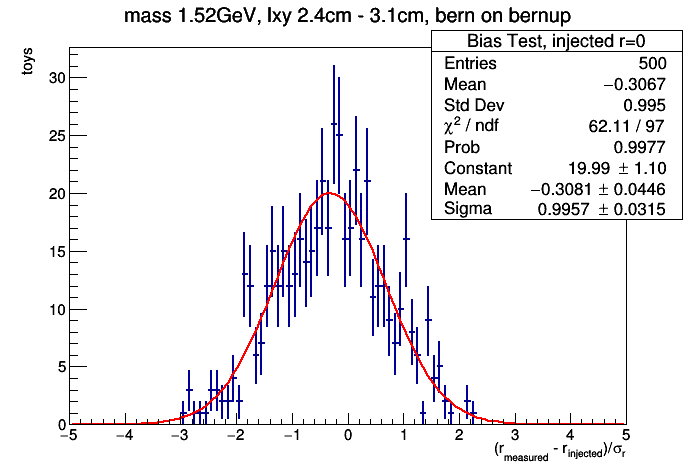 mass 1.52GeV, lxy 2.4cm - 3.1cm, bern on bernup
Bias Test, injected r=0
Entries 500
Mean −0.3067
Std Dev 0.995
χ² / ndf 62.11 / 97
Prob 0.9977
Constant 19.99 ± 1.10
Mean −0.3081 ± 0.0446
Sigma 0.9957 ± 0.0315
toys
30
25
20
15
10
5
0
−5 −4 −3 −2 −1 0 1 2 3 4 5
(r_measured - r_injected)/σ_r